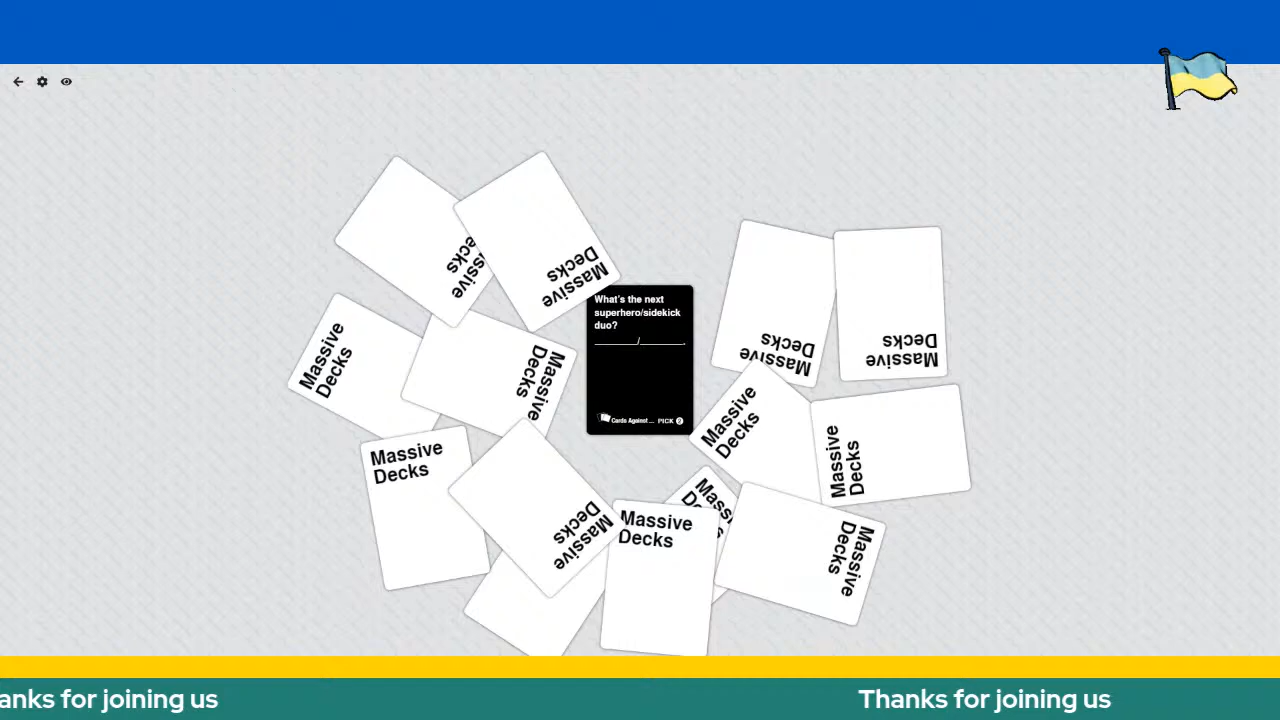 Massive
Decks
Massive
Decks
Massive
Decks
Massive
Decks
What's the next
superhero/sidekick
duo?
________/________.
Cards Against ... PICK 2
Massive
Decks
Massive
Decks
Massive
Decks
Massive
Decks
Massive
Decks
Massive
Decks
Massive
Decks
Massive
Decks
anks for joining us
Thanks for joining us